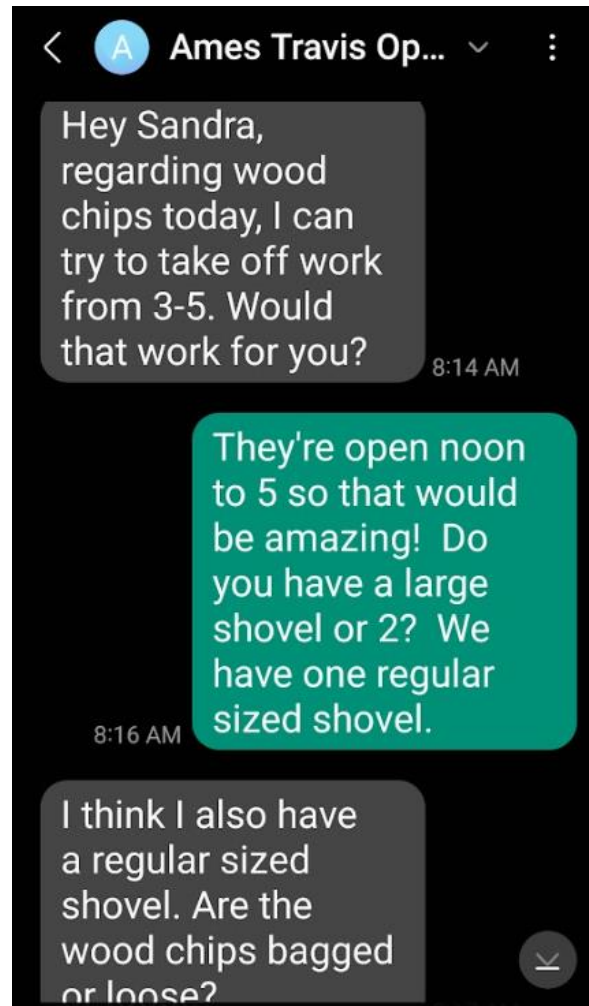 A Ames Travis Op...
Hey Sandra,
regarding wood
chips today, I can
try to take off work
from 3-5. Would
that work for you?
8:14 AM
They're open noon
to 5 so that would
be amazing!  Do
you have a large
shovel or 2?  We
have one regular
sized shovel.
8:16 AM
I think I also have
a regular sized
shovel. Are the
wood chips bagged
or loose?